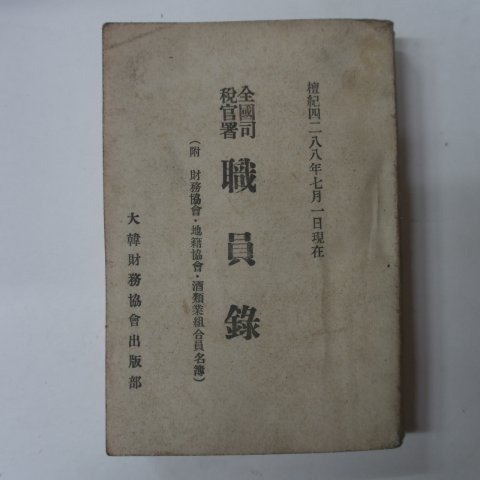 檀紀四二八八年七月一日現在
全國司
稅官署
職員錄
(附 財務協會·地籍協會·酒類業組合員名簿)
大韓財務協會出版部